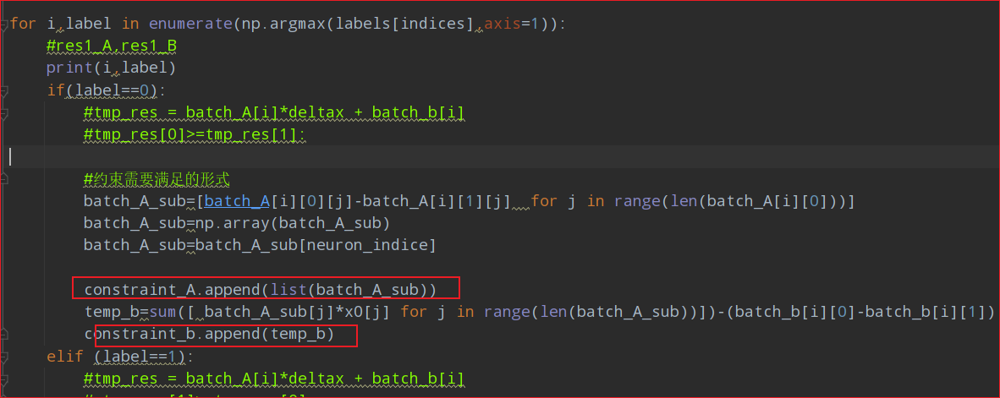 for i,label in enumerate(np.argmax(labels[indices],axis=1)):
#res1_A,res1_B
print(i,label)
if(label==0):
#tmp_res = batch_A[i]*deltax + batch_b[i]
#tmp_res[0]>=tmp_res[1]:
#约束需要满足的形式
batch_A_sub=[batch_A[i][0][j]-batch_A[i][1][j]  for j in range(len(batch_A[i][0]))]
batch_A_sub=np.array(batch_A_sub)
batch_A_sub=batch_A_sub[neuron_indice]
constraint_A.append(list(batch_A_sub))
temp_b=sum([ batch_A_sub[j]*x0[j] for j in range(len(batch_A_sub))])-(batch_b[i][0]-batch_b[i][1])
constraint_b.append(temp_b)
elif (label==1):
#tmp_res = batch_A[i]*deltax + batch_b[i]